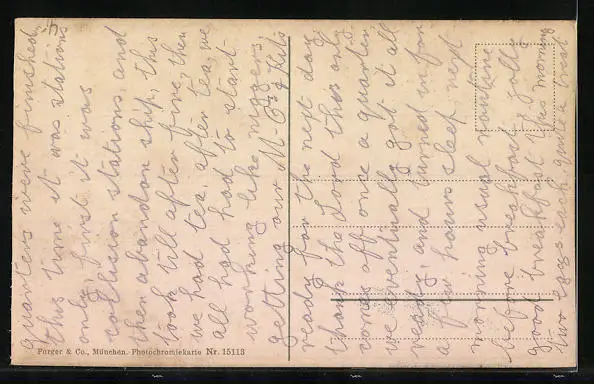 quarters were finished,
this time it was stations
only first it was
collision stations, and
then abandon ship, this
took till after five, then
we had tea, after tea, we
all had had to start
working like niggers,
getting our
ready for the next day,
thank the Lord this only
comes off once a quarter,
we eventually got it all
ready, and turned in for
a few hours sleep, next
morning usual routine
before breakfast, jolly
good breakfast this morning
two eggs each, quite a treat
Purger & Co., München. Photochromiekarte Nr. 15113